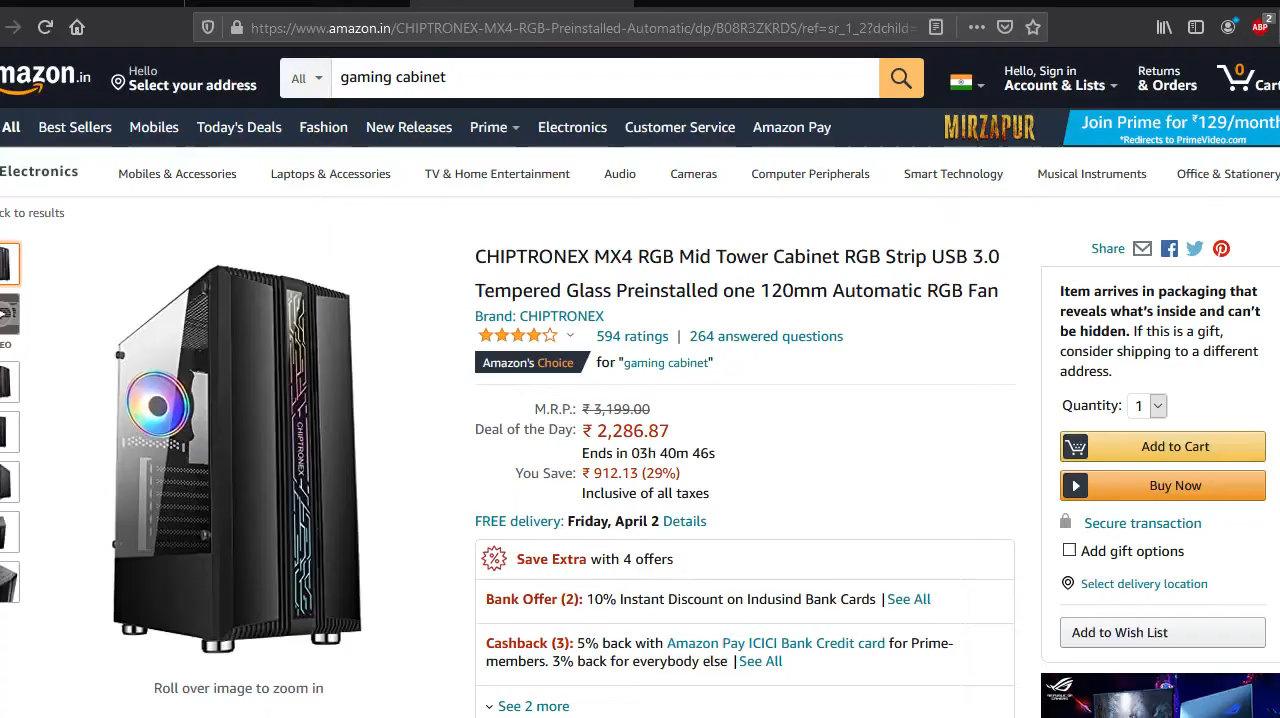 https://www.amazon.in/CHIPTRONEX-MX4-RGB-Preinstalled-Automatic/dp/B08R3ZKRDS/ref=sr_1_2?dchild=
ABP
2
mazon.in
Hello
Select your address
All
gaming cabinet
Hello, Sign in
Account & Lists
Returns
& Orders
0
Cart
All
Best Sellers
Mobiles
Today's Deals
Fashion
New Releases
Prime
Electronics
Customer Service
Amazon Pay
MIRZAPUR
Join Prime for ₹129/month
*Redirects to PrimeVideo.com
Electronics
Mobiles & Accessories
Laptops & Accessories
TV & Home Entertainment
Audio
Cameras
Computer Peripherals
Smart Technology
Musical Instruments
Office & Stationery
ck to results
EO
CHIPTRONEX
Roll over image to zoom in
CHIPTRONEX MX4 RGB Mid Tower Cabinet RGB Strip USB 3.0
Tempered Glass Preinstalled one 120mm Automatic RGB Fan
Brand: CHIPTRONEX
594 ratings | 264 answered questions
Amazon's Choice for "gaming cabinet"
M.R.P.: ₹ 3,199.00
Deal of the Day: ₹ 2,286.87
Ends in 03h 40m 46s
You Save: ₹ 912.13 (29%)
Inclusive of all taxes
FREE delivery: Friday, April 2 Details
Save Extra with 4 offers
Bank Offer (2): 10% Instant Discount on Indusind Bank Cards | See All
Cashback (3): 5% back with Amazon Pay ICICI Bank Credit card for Prime-
members. 3% back for everybody else | See All
See 2 more
Share
Item arrives in packaging that
reveals what's inside and can't
be hidden. If this is a gift,
consider shipping to a different
address.
Quantity: 1
Add to Cart
Buy Now
Secure transaction
Add gift options
Select delivery location
Add to Wish List